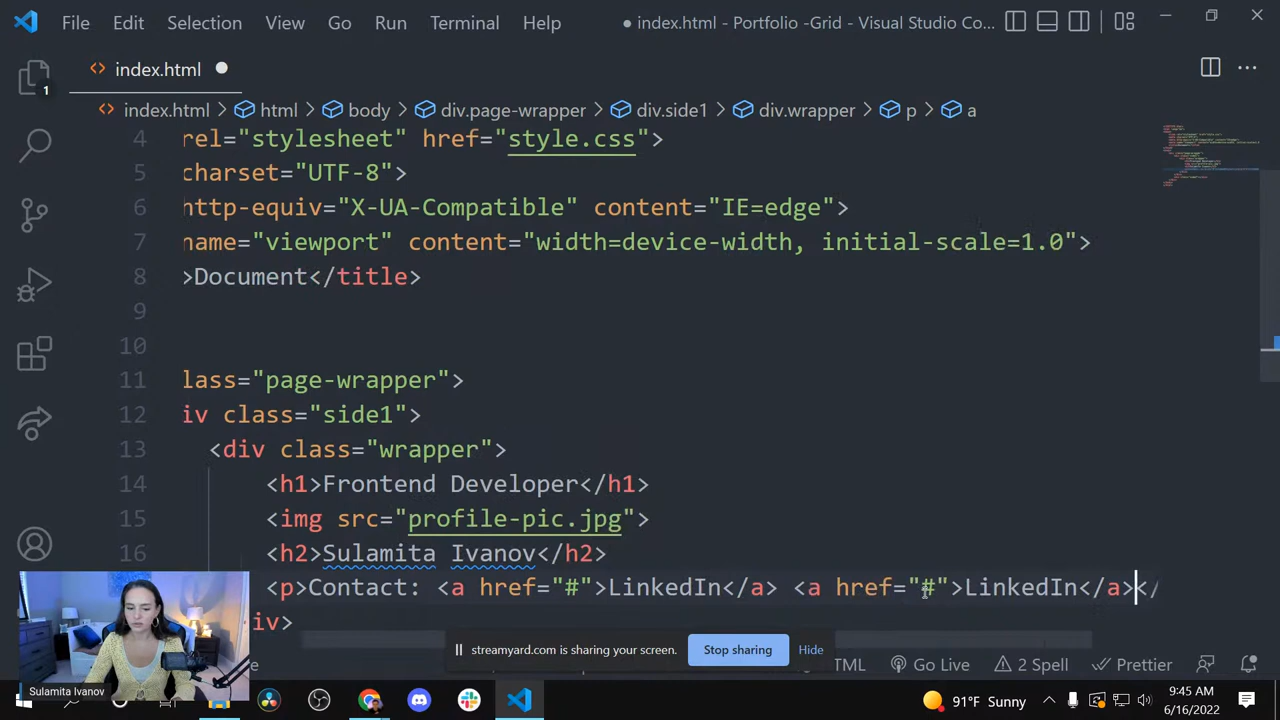 File Edit Selection View Go Run Terminal Help ● index.html - Portfolio -Grid - Visual Studio Co...
<> index.html ●
1
<> index.html > html > body > div.page-wrapper > div.side1 > div.wrapper > p > a
4 rel="stylesheet" href="style.css">
5 charset="UTF-8">
6 http-equiv="X-UA-Compatible" content="IE=edge">
7 name="viewport" content="width=device-width, initial-scale=1.0">
8 >Document</title>
9
10
11 lass="page-wrapper">
12 iv class="side1">
13 <div class="wrapper">
14 <h1>Frontend Developer</h1>
15 <img src="profile-pic.jpg">
16 <h2>Sulamita Ivanov</h2>
<p>Contact: <a href="#">LinkedIn</a> <a href="#">LinkedIn</a></
iv>
streamyard.com is sharing your screen. Stop sharing Hide
Go Live 2 Spell Prettier
Sulamita Ivanov
91°F Sunny
9:45 AM
6/16/2022